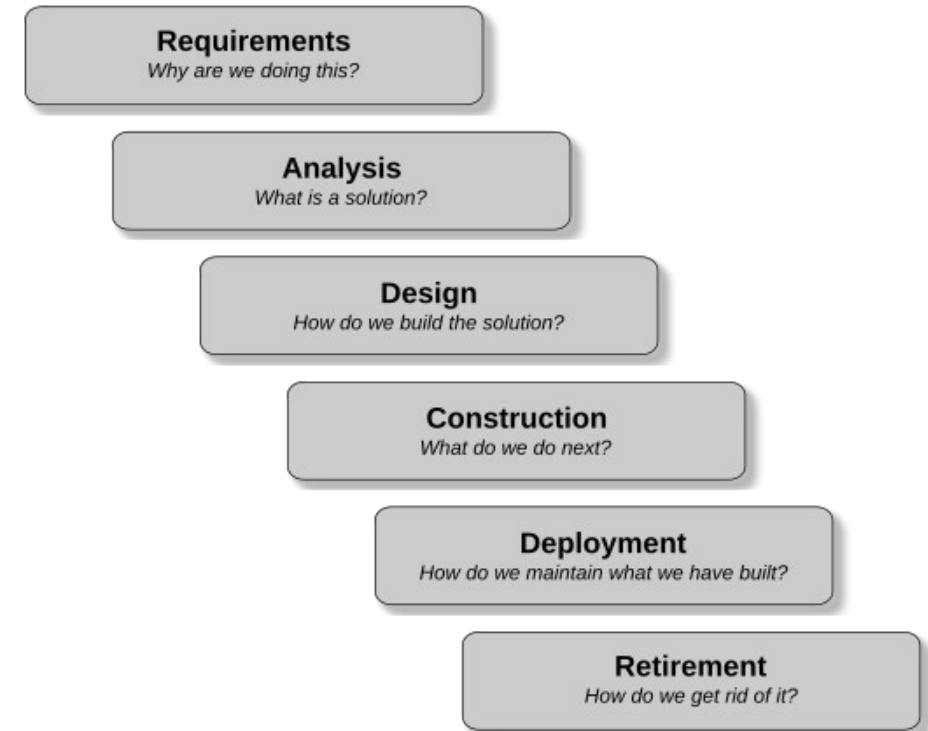 Requirements
Why are we doing this?
Analysis
What is a solution?
Design
How do we build the solution?
Construction
What do we do next?
Deployment
How do we maintain what we have built?
Retirement
How do we get rid of it?